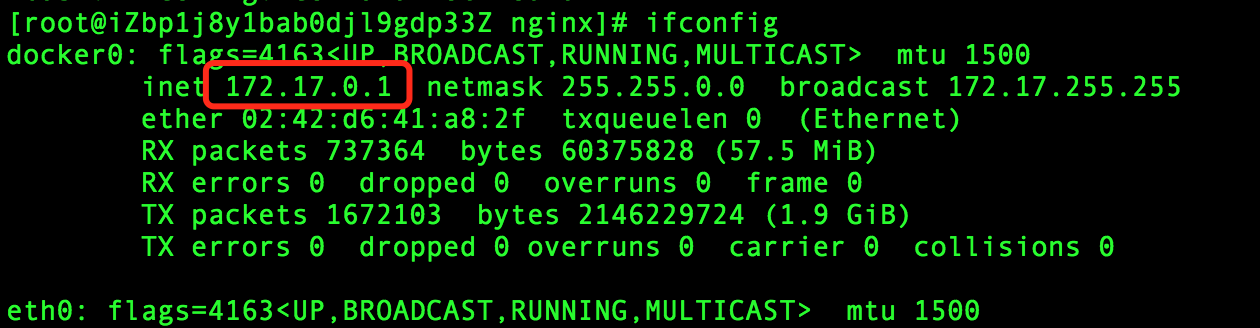 [root@iZbp1j8y1bab0djl9gdp33Z nginx]# ifconfig
docker0: flags=4163<UP,BROADCAST,RUNNING,MULTICAST>  mtu 1500
        inet 172.17.0.1  netmask 255.255.0.0  broadcast 172.17.255.255
        ether 02:42:d6:41:a8:2f  txqueuelen 0  (Ethernet)
        RX packets 737364  bytes 60375828 (57.5 MiB)
        RX errors 0  dropped 0  overruns 0  frame 0
        TX packets 1672103  bytes 2146229724 (1.9 GiB)
        TX errors 0  dropped 0 overruns 0  carrier 0  collisions 0
eth0: flags=4163<UP,BROADCAST,RUNNING,MULTICAST>  mtu 1500